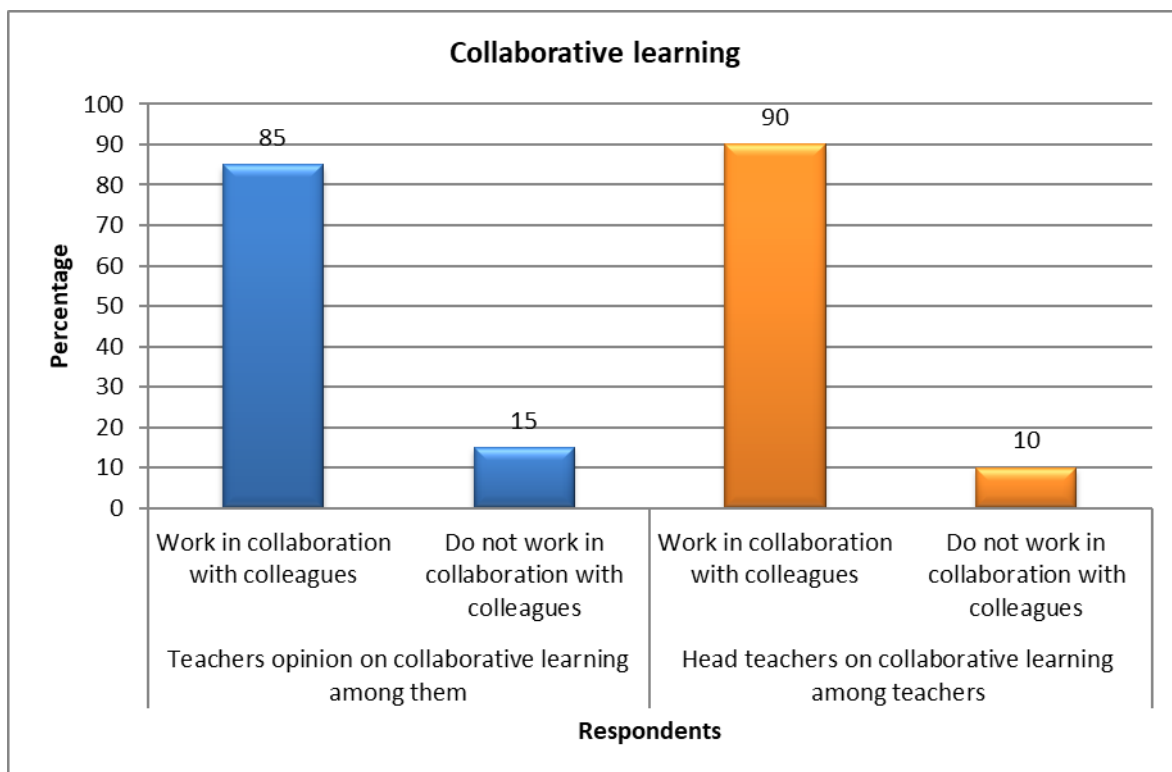 Collaborative learning
100
90
80
70
60
50
40
30
20
10
0
Percentage
85
15
90
10
Work in collaboration
with colleagues
Do not work in
collaboration with
colleagues
Work in collaboration
with colleagues
Do not work in
collaboration with
colleagues
Teachers opinion on collaborative learning
among them
Head teachers on collaborative learning
among teachers
Respondents